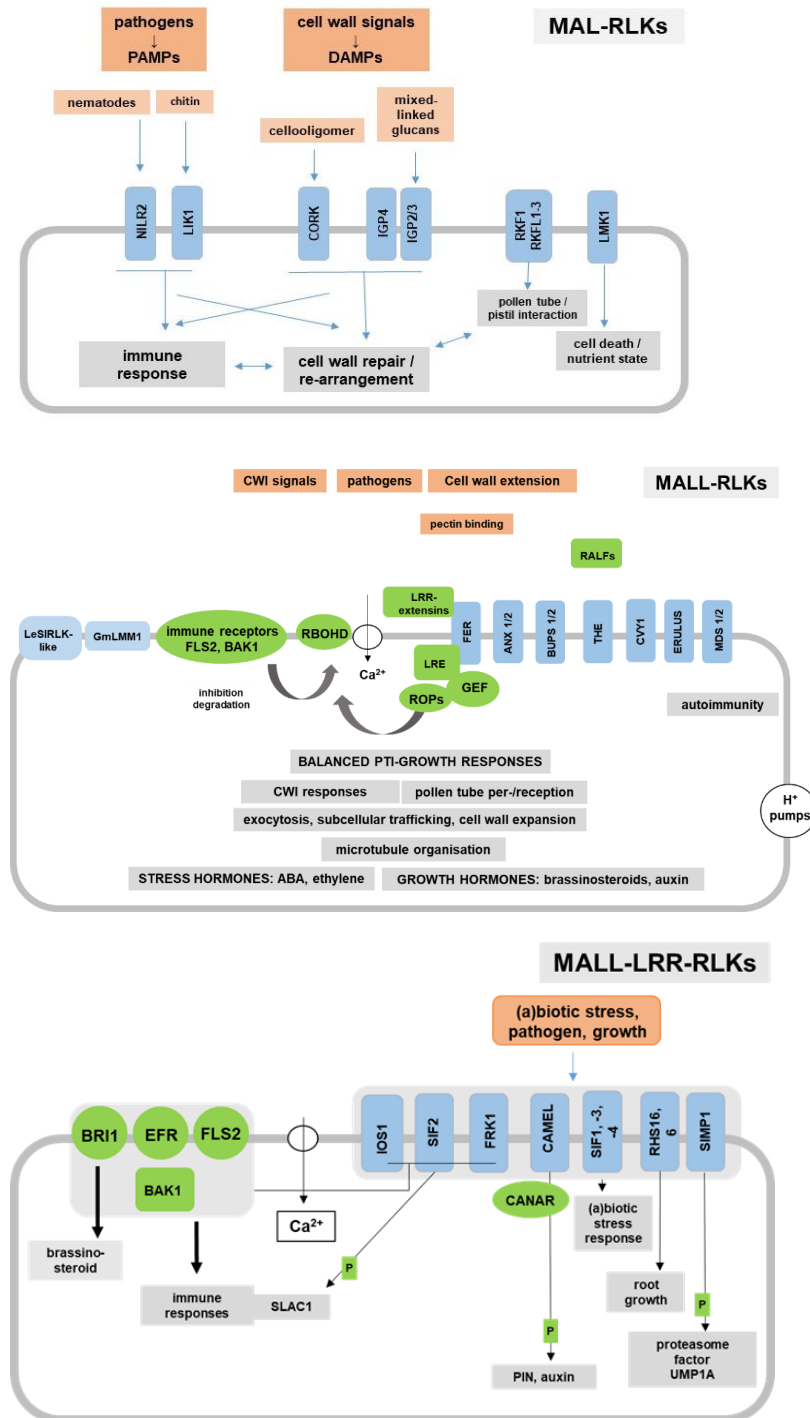 MAL-RLKs
pathogens
↓
PAMPs
cell wall signals
↓
DAMPs
nematodes
chitin
cellooligomer
mixed-
linked
glucans
NILR2
LIK1
CORK
IGP4
IGP2/3
RKF1
RKFL1-3
LMK1
pollen tube /
pistil interaction
immune
response
cell wall repair /
re-arrangement
cell death /
nutrient state
MALL-RLKs
CWI signals
pathogens
Cell wall extension
pectin binding
RALFs
LRR-
extensins
LeSIRLK-
like
GmLMM1
immune receptors
FLS2, BAK1
RBOHD
FER
ANX 1/2
BUPS 1/2
THE
CVY1
ERULUS
MDS 1/2
Ca²⁺
LRE
GEF
ROPs
inhibition
degradation
autoimmunity
BALANCED PTI-GROWTH RESPONSES
CWI responses
pollen tube per-/reception
exocytosis, subcellular trafficking, cell wall expansion
microtubule organisation
STRESS HORMONES: ABA, ethylene
GROWTH HORMONES: brassinosteroids, auxin
H⁺
pumps
MALL-LRR-RLKs
(a)biotic stress,
pathogen, growth
BRI1
EFR
FLS2
BAK1
IOS1
SIF2
FRK1
CAMEL
SIF1, -3,
-4
RHS16,
6
SIMP1
CANAR
Ca²⁺
brassino-
steroid
(a)biotic
stress
response
P
immune
responses
SLAC1
root
growth
P
P
PIN, auxin
proteasome
factor
UMP1A